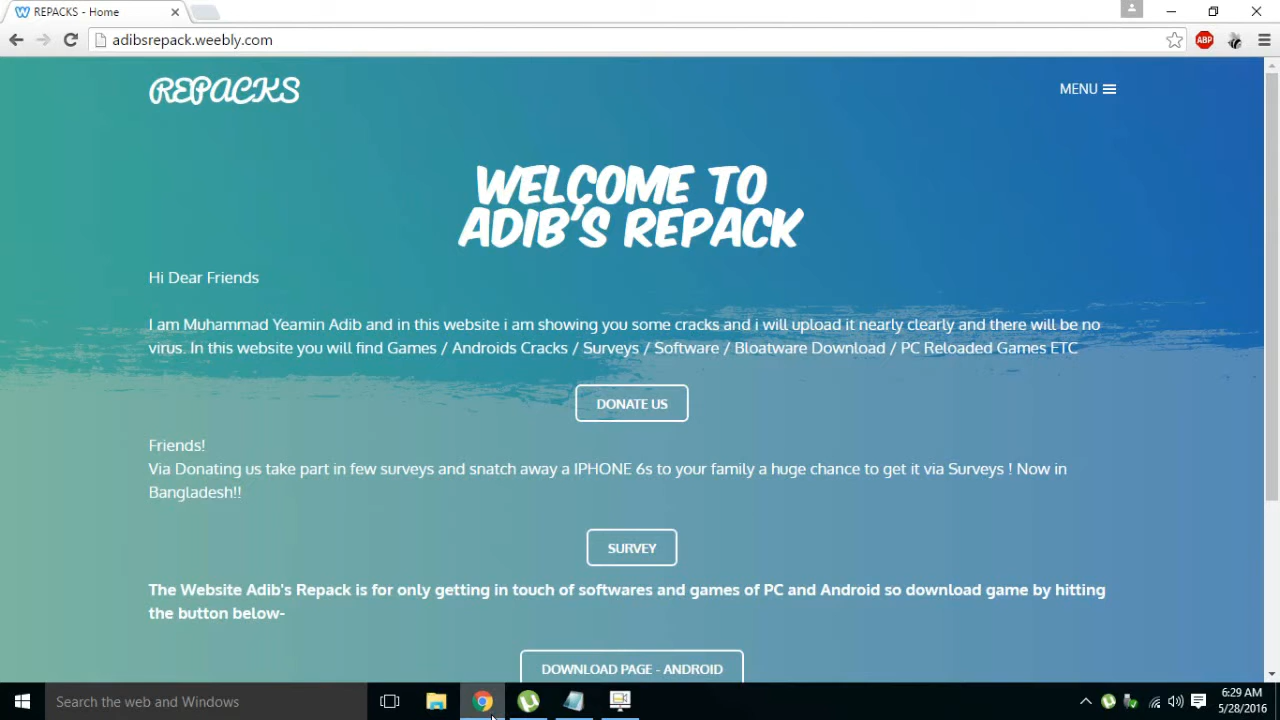 REPACKS - Home
adibsrepack.weebly.com
ABP
REPACKS
MENU
WELCOME TO
ADIB'S REPACK
Hi Dear Friends
I am Muhammad Yeamin Adib and in this website i am showing you some cracks and i will upload it nearly clearly and there will be no
virus. In this website you will find Games / Androids Cracks / Surveys / Software / Bloatware Download / PC Reloaded Games ETC
DONATE US
Friends!
Via Donating us take part in few surveys and snatch away a IPHONE 6s to your family a huge chance to get it via Surveys ! Now in
Bangladesh!!
SURVEY
The Website Adib's Repack is for only getting in touch of softwares and games of PC and Android so download game by hitting
the button below-
DOWNLOAD PAGE - ANDROID
Search the web and Windows
6:29 AM
5/28/2016